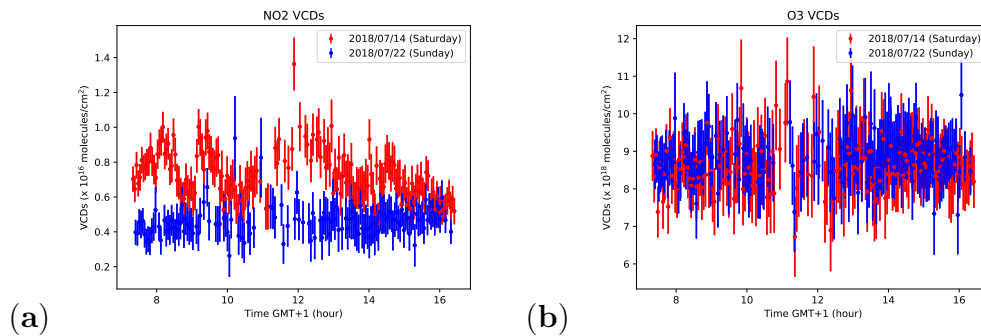 NO2 VCDs
2018/07/14 (Saturday)
2018/07/22 (Sunday)
1.4
1.2
1.0
0.8
0.6
0.4
0.2
VCDs (x 10^16 molecules/cm^2)
8 10 12 14 16
Time GMT+1 (hour)
(a)
O3 VCDs
2018/07/14 (Saturday)
2018/07/22 (Sunday)
12
11
10
9
8
7
6
VCDs (x 10^18 molecules/cm^2)
8 10 12 14 16
Time GMT+1 (hour)
(b)